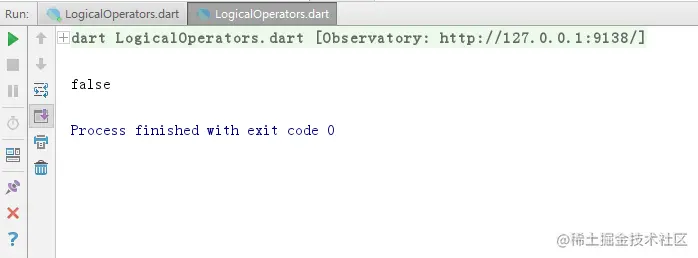 Run: LogicalOperators.dart LogicalOperators.dart
dart LogicalOperators.dart [Observatory: http://127.0.0.1:9138/]
false
Process finished with exit code 0
@稀土掘金技术社区